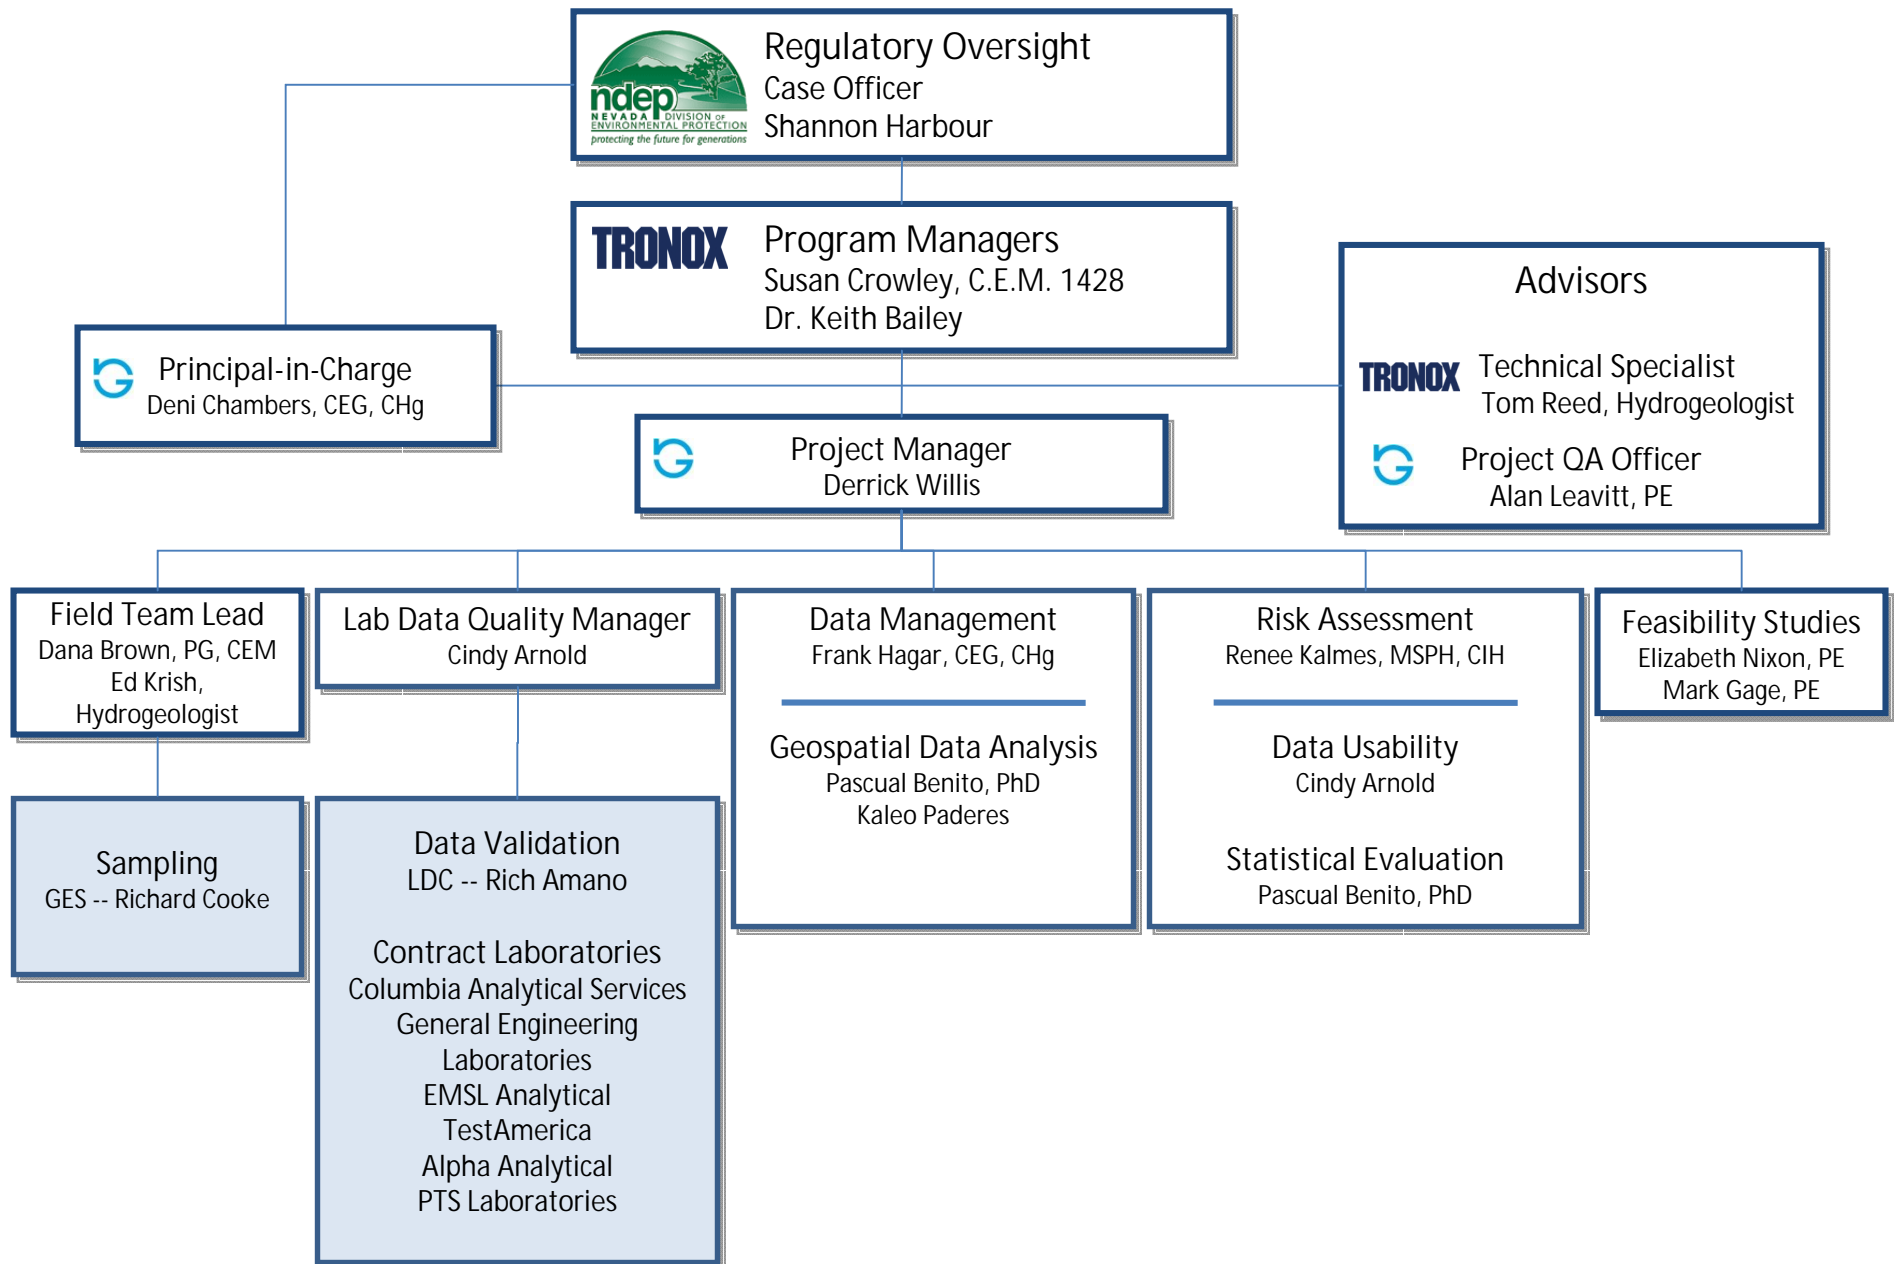 ndep
NEVADA DIVISION OF
ENVIRONMENTAL PROTECTION
protecting the future for generations
Regulatory Oversight
Case Officer
Shannon Harbour
TRONOX
Program Managers
Susan Crowley, C.E.M. 1428
Dr. Keith Bailey
Principal-in-Charge
Deni Chambers, CEG, CHg
Advisors
TRONOX
Technical Specialist
Tom Reed, Hydrogeologist
Project QA Officer
Alan Leavitt, PE
Project Manager
Derrick Willis
Field Team Lead
Dana Brown, PG, CEM
Ed Krish,
Hydrogeologist
Lab Data Quality Manager
Cindy Arnold
Data Management
Frank Hagar, CEG, CHg
Geospatial Data Analysis
Pascual Benito, PhD
Kaleo Paderes
Risk Assessment
Renee Kalmes, MSPH, CIH
Data Usability
Cindy Arnold
Statistical Evaluation
Pascual Benito, PhD
Feasibility Studies
Elizabeth Nixon, PE
Mark Gage, PE
Sampling
GES -- Richard Cooke
Data Validation
LDC -- Rich Amano
Contract Laboratories
Columbia Analytical Services
General Engineering
Laboratories
EMSL Analytical
TestAmerica
Alpha Analytical
PTS Laboratories